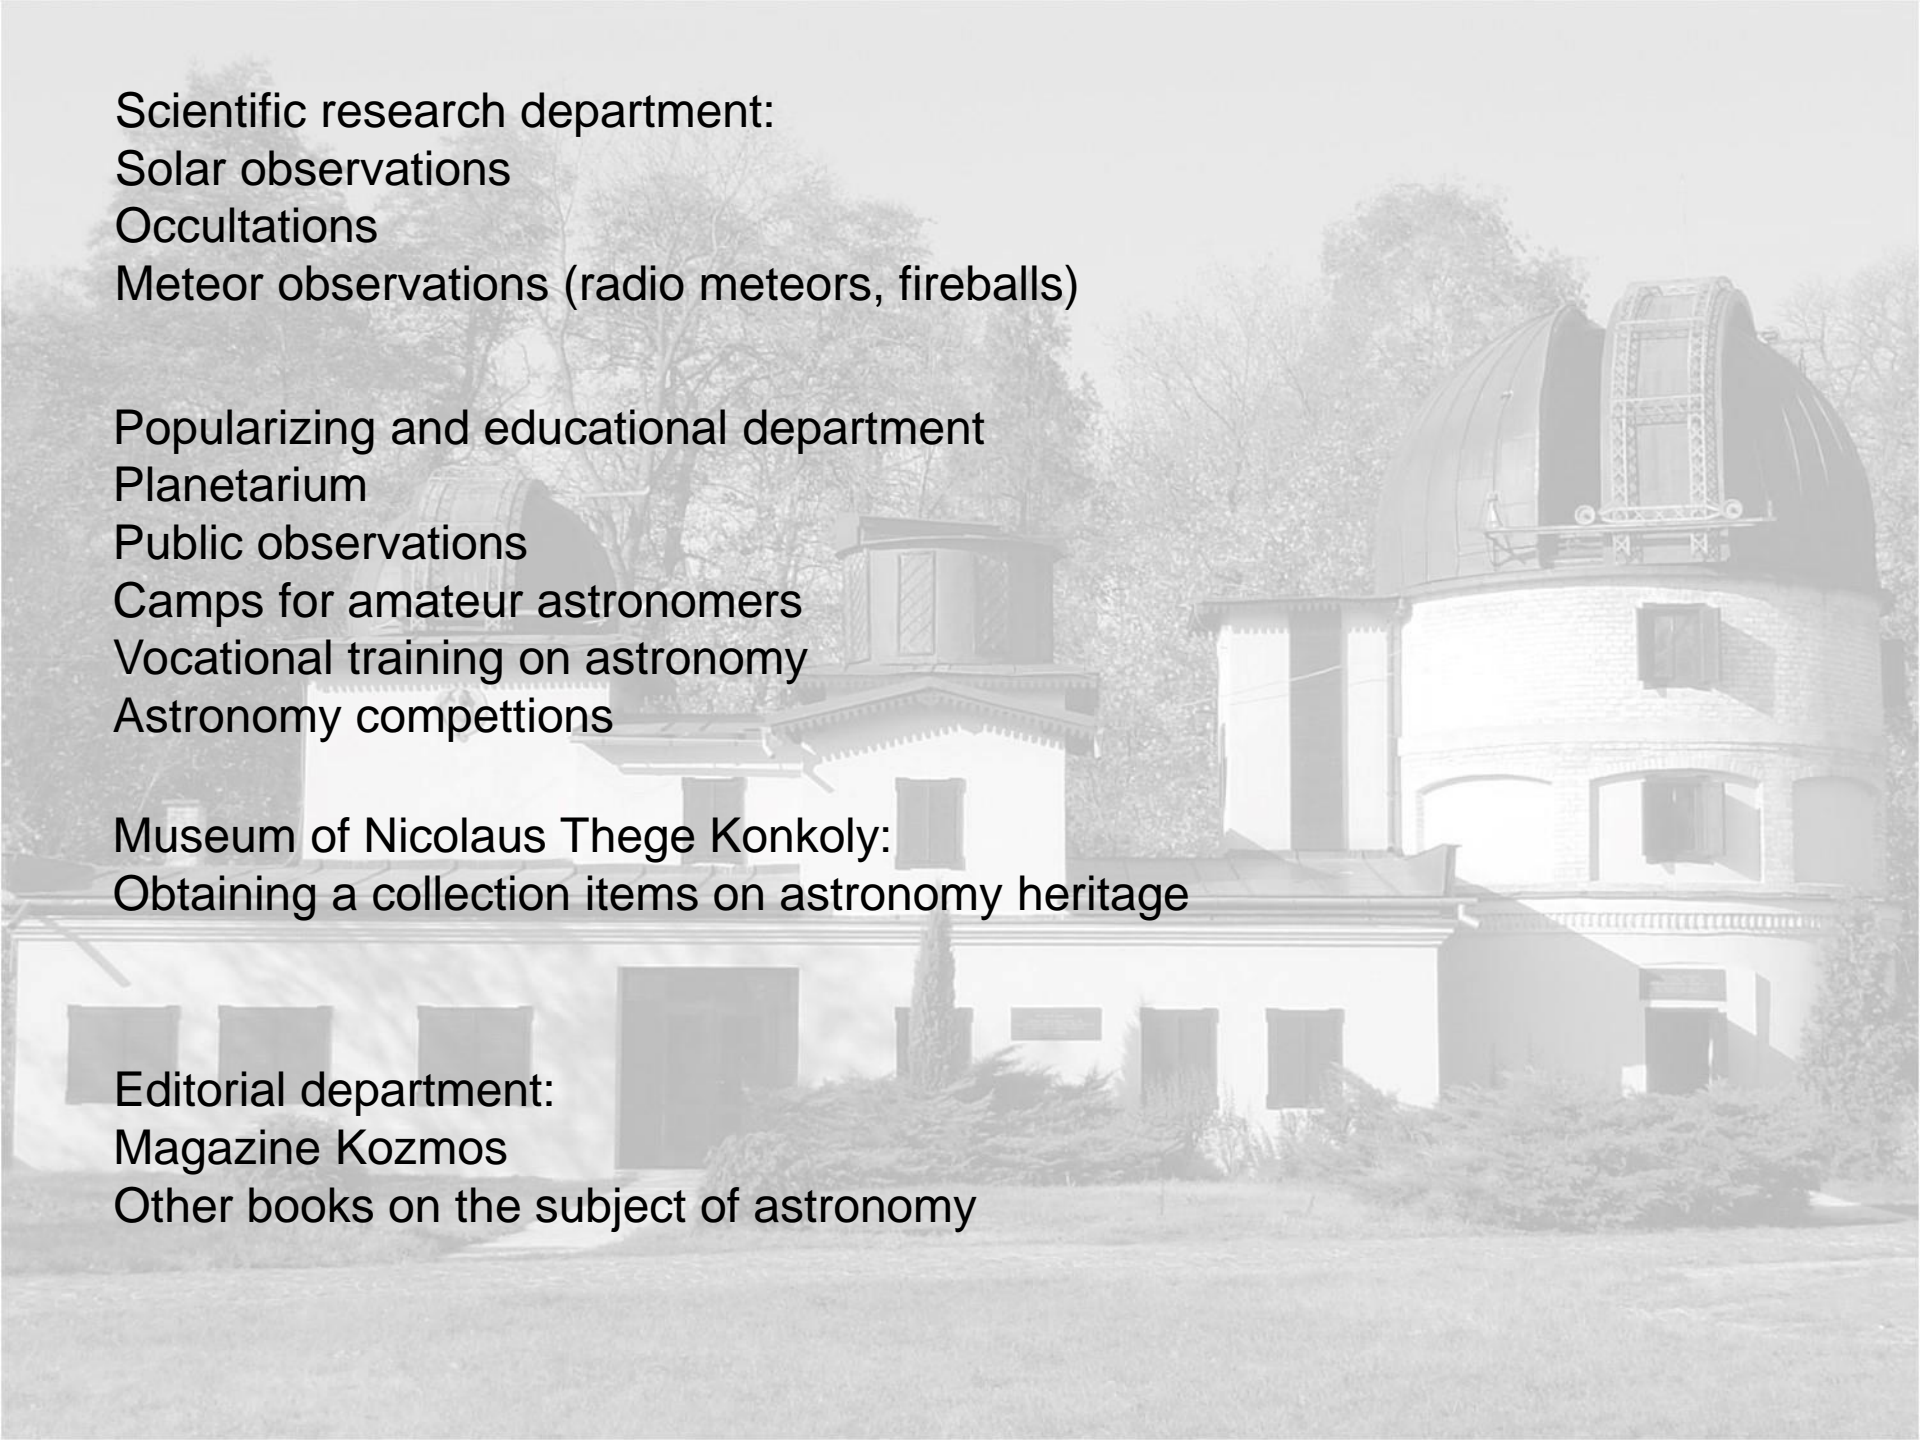 Scientific research department:
Solar observations
Occultations
Meteor observations (radio meteors, fireballs)
Popularizing and educational department
Planetarium
Public observations
Camps for amateur astronomers
Vocational training on astronomy
Astronomy compettions
Museum of Nicolaus Thege Konkoly:
Obtaining a collection items on astronomy heritage
Editorial department:
Magazine Kozmos
Other books on the subject of astronomy